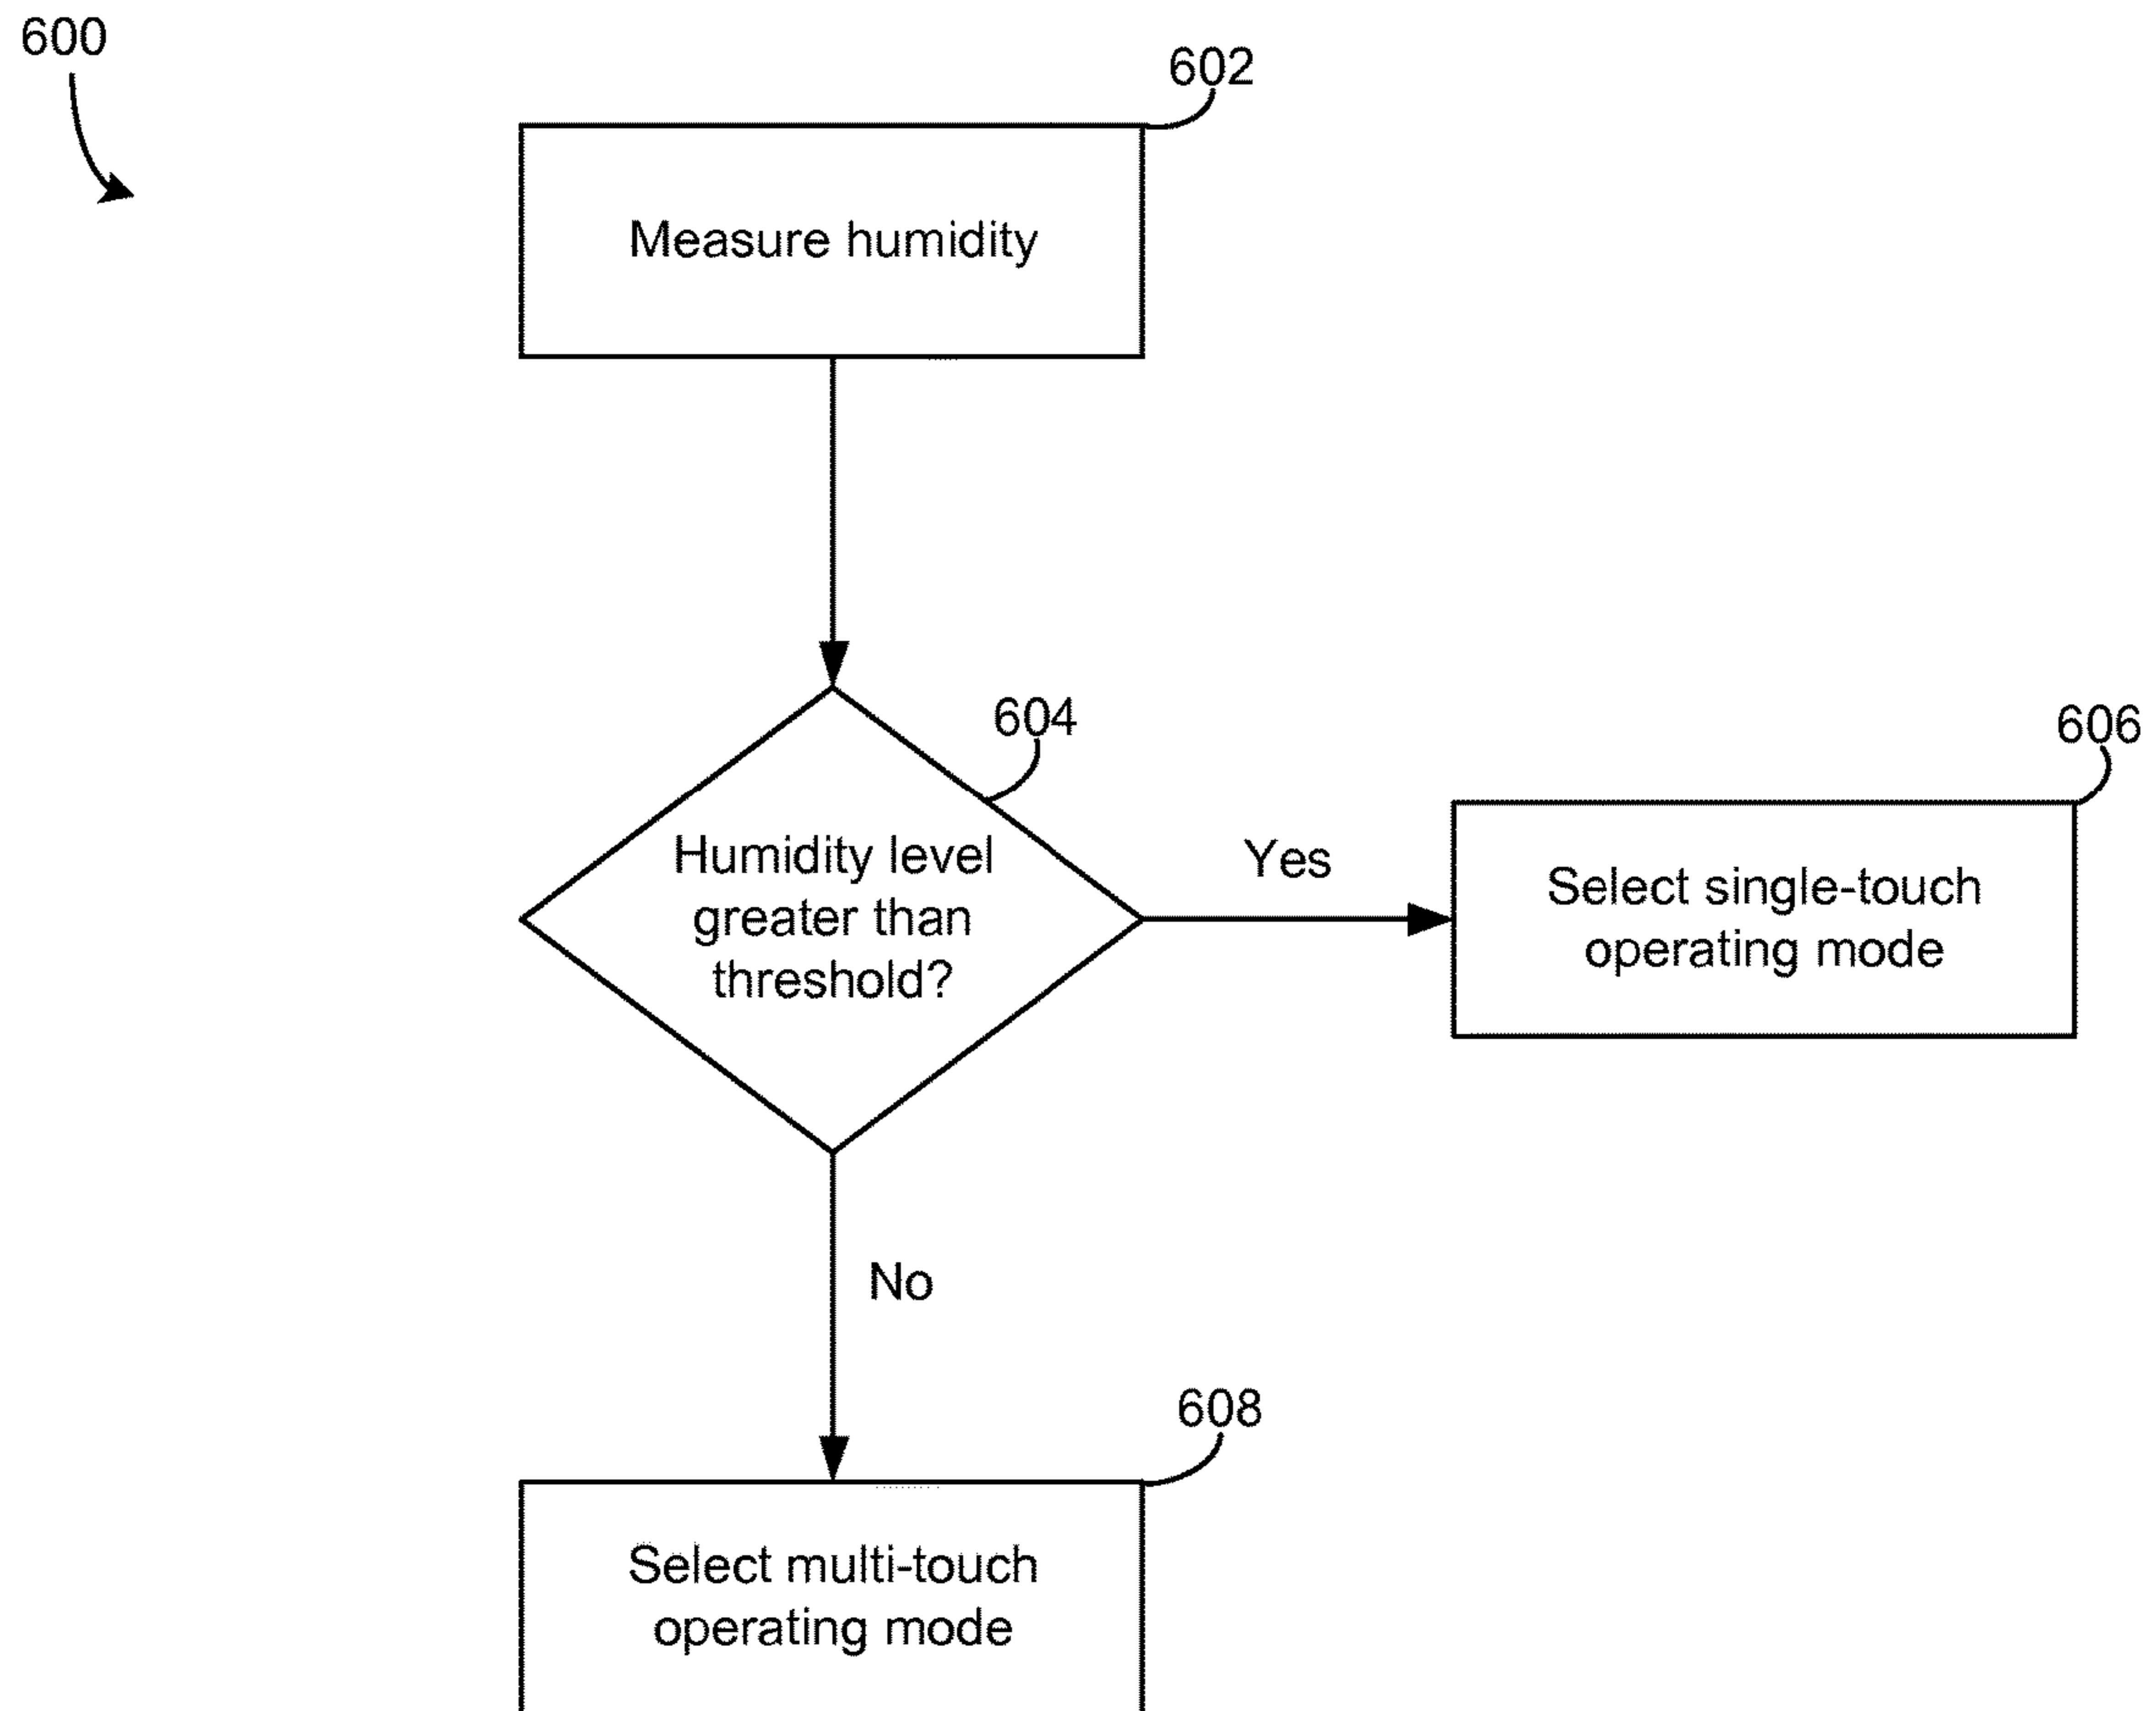 600
602
Measure humidity
604
Humidity level
greater than
threshold?
Yes
606
Select single-touch
operating mode
No
608
Select multi-touch
operating mode